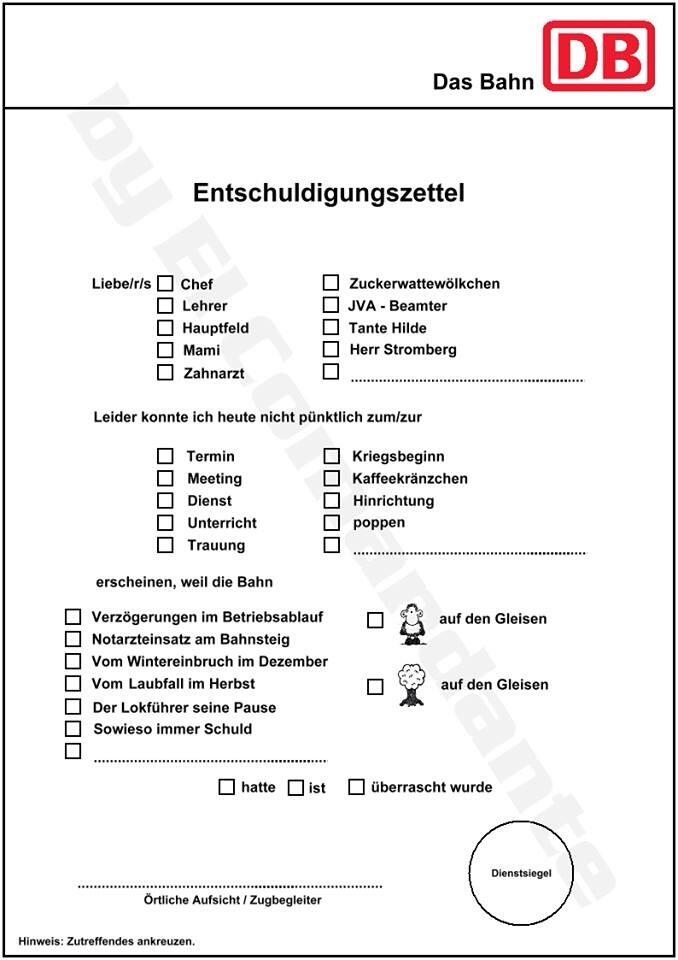 Das Bahn DB
Entschuldigungszettel
Liebe/r/s Chef Zuckerwattewölkchen
Lehrer JVA - Beamter
Hauptfeld Tante Hilde
Mami Herr Stromberg
Zahnarzt
Leider konnte ich heute nicht pünktlich zum/zur
Termin Kriegsbeginn
Meeting Kaffeekränzchen
Dienst Hinrichtung
Unterricht poppen
Trauung
erscheinen, weil die Bahn
Verzögerungen im Betriebsablauf auf den Gleisen
Notarzteinsatz am Bahnsteig
Vom Wintereinbruch im Dezember
Vom Laubfall im Herbst auf den Gleisen
Der Lokführer seine Pause
Sowieso immer Schuld
hatte ist überrascht wurde
Dienstsiegel
Örtliche Aufsicht / Zugbegleiter
Hinweis: Zutreffendes ankreuzen.
by El Comandante